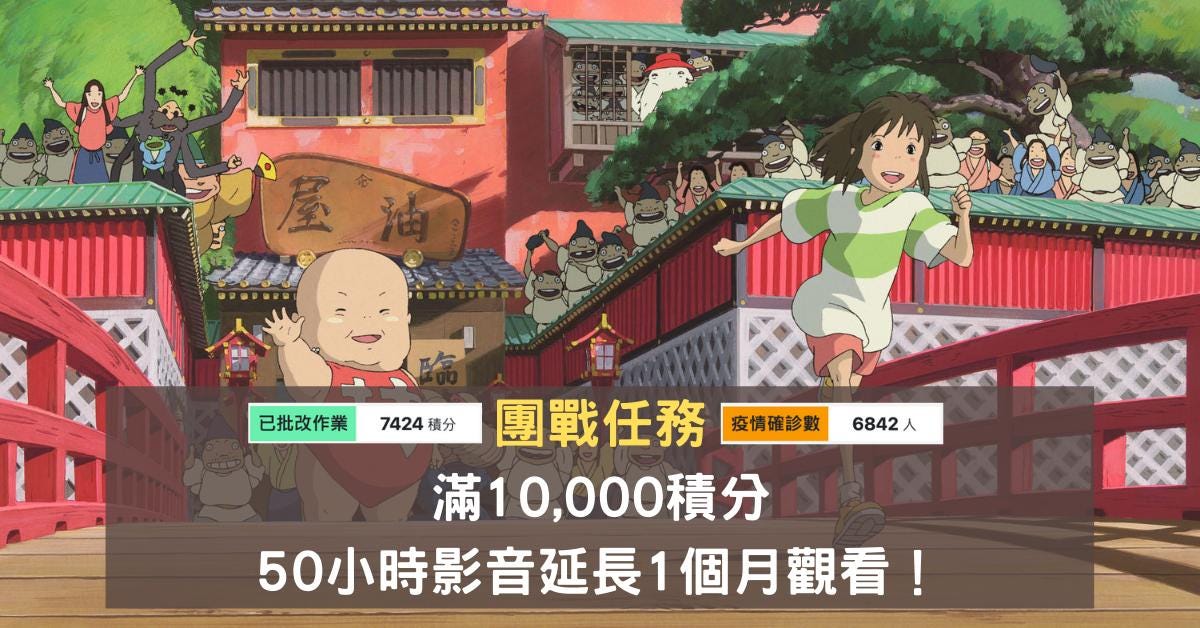 油屋
臨
已批改作業 7424 積分 團戰任務 疫情確診數 6842 人
滿10,000積分
50小時影音延長1個月觀看！